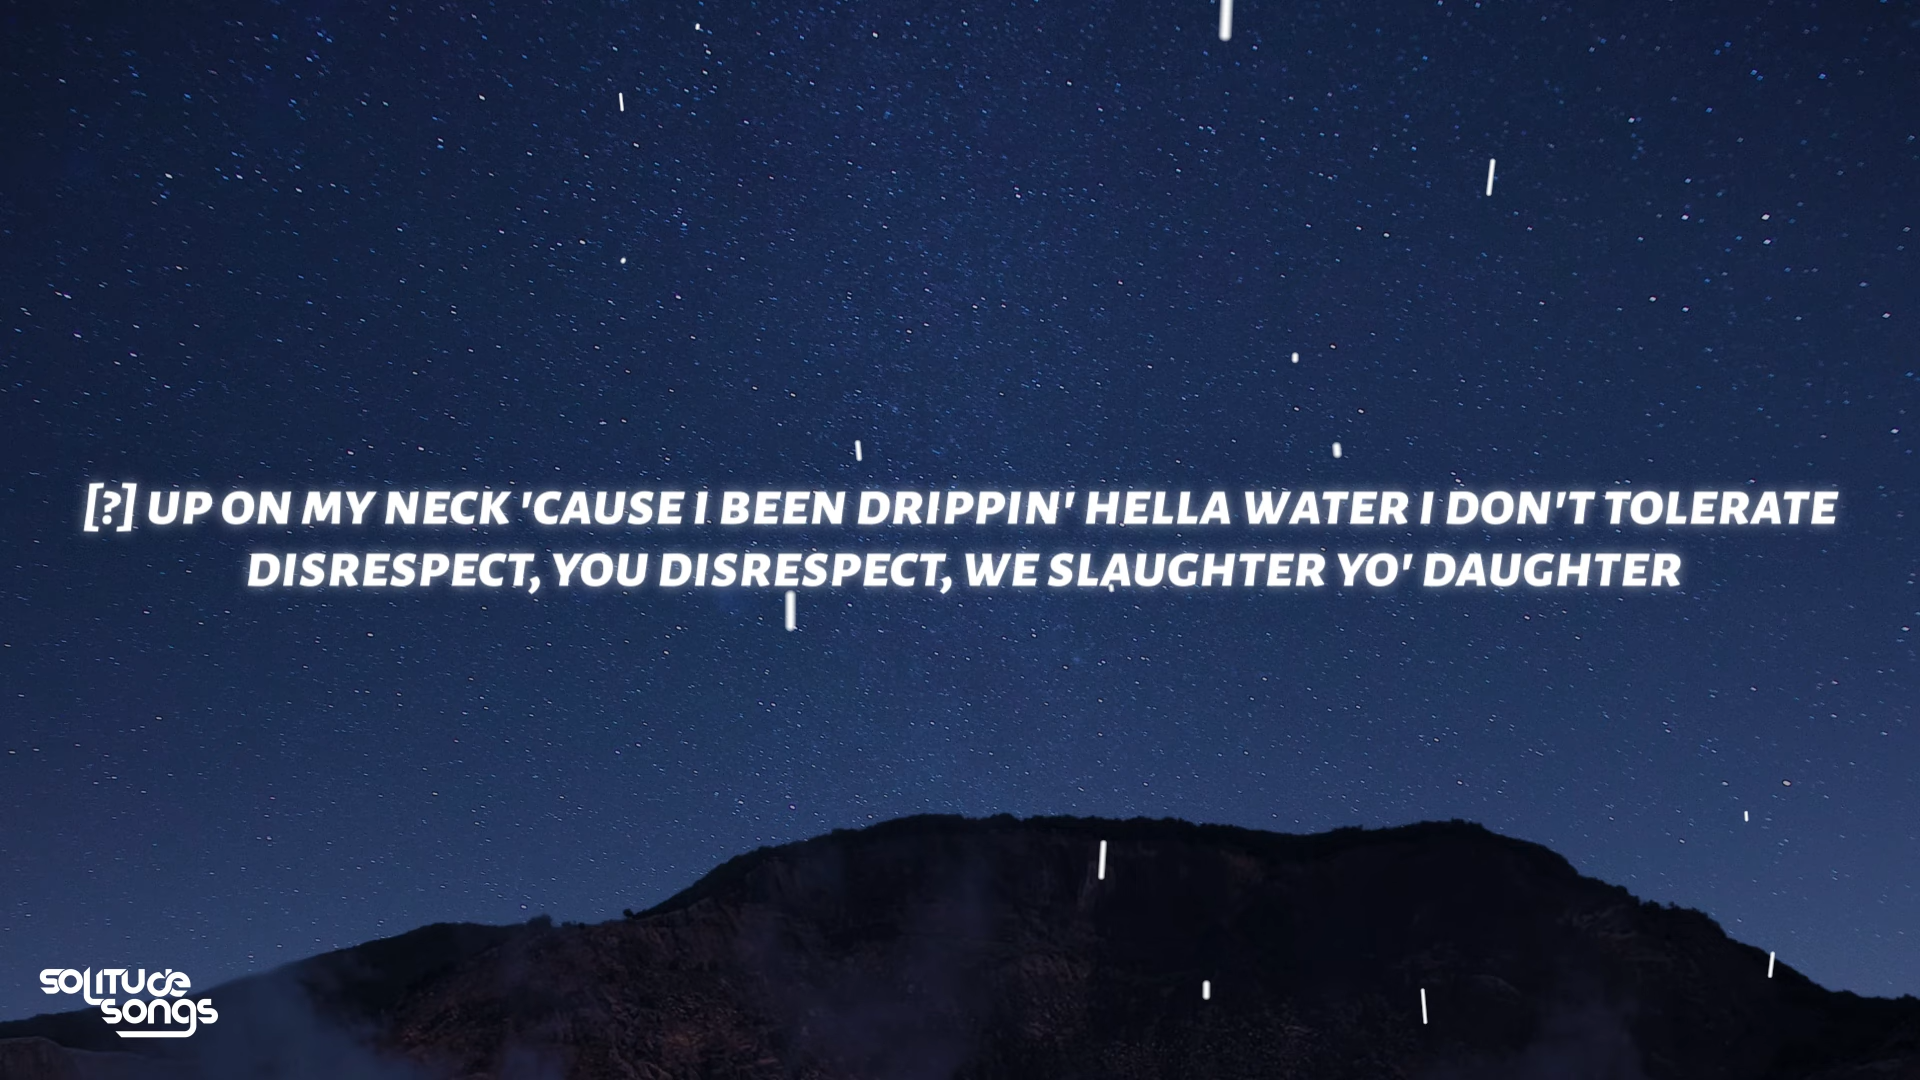 [?] UP ON MY NECK 'CAUSE I BEEN DRIPPIN' HELLA WATER I DON'T TOLERATE
DISRESPECT, YOU DISRESPECT, WE SLAUGHTER YO' DAUGHTER
SOLITUDE
SONGS